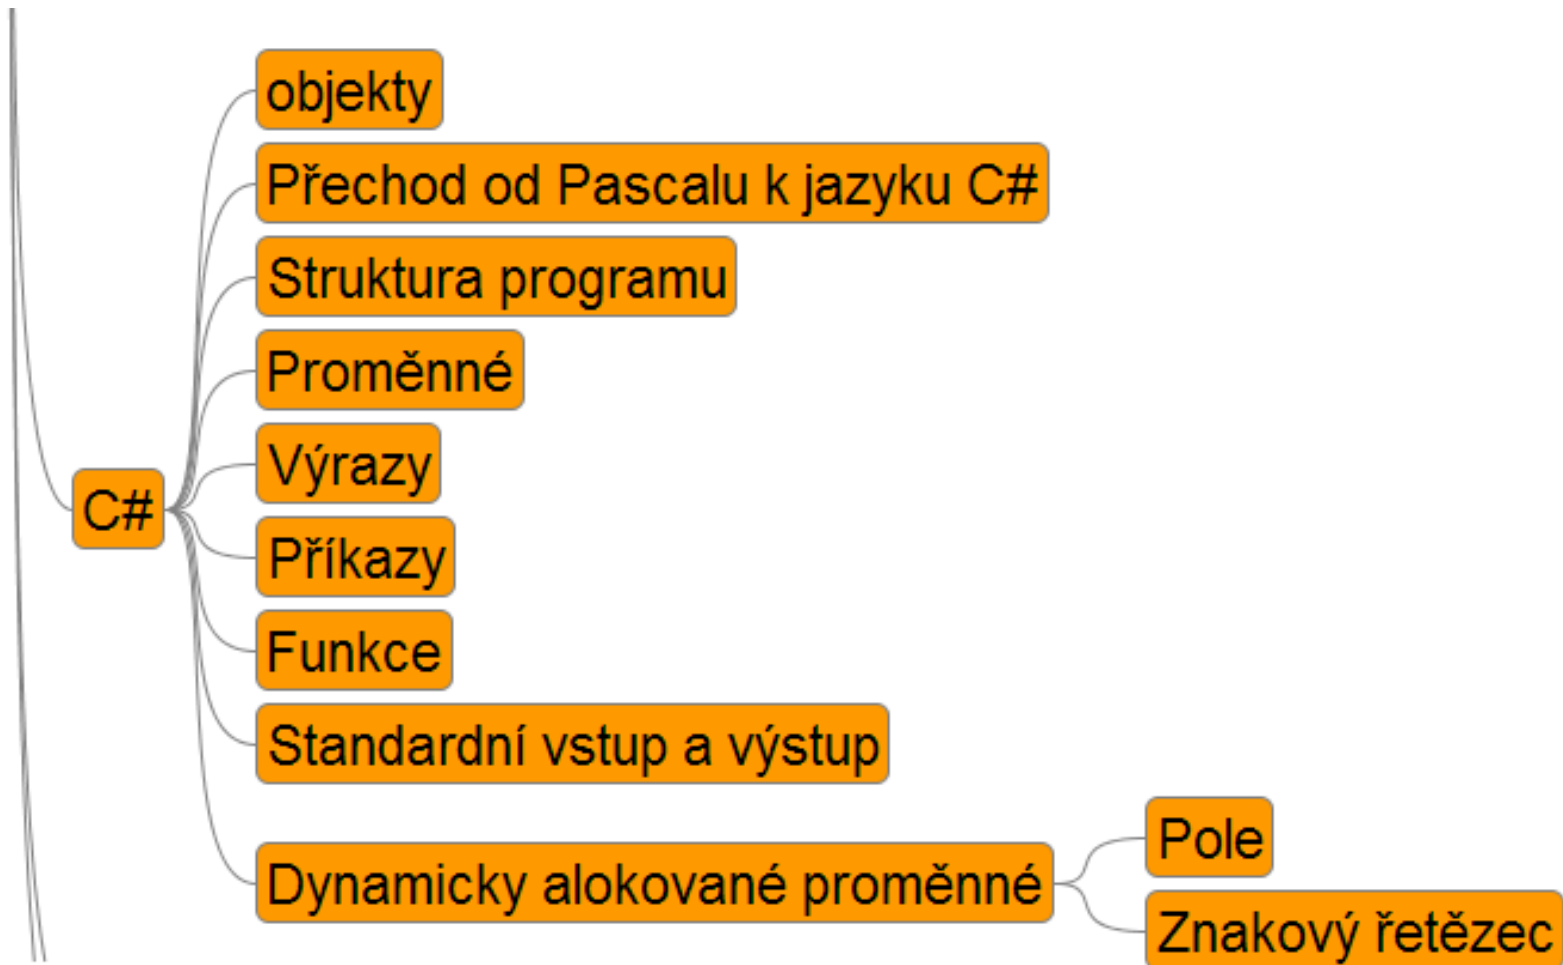 objekty
Přechod od Pascalu k jazyku C#
Struktura programu
Proměnné
Výrazy
C#
Příkazy
Funkce
Standardní vstup a výstup
Pole
Dynamicky alokované proměnné
Znakový řetězec